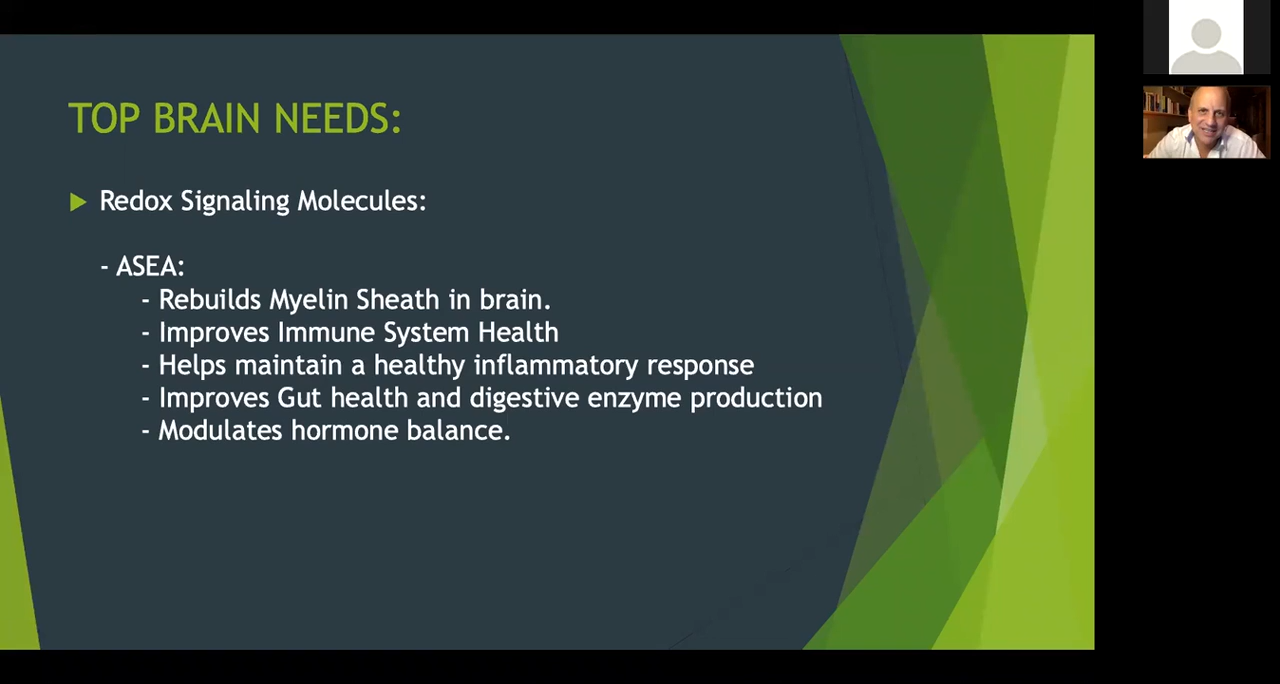 TOP BRAIN NEEDS:
Redox Signaling Molecules:
- ASEA:
- Rebuilds Myelin Sheath in brain.
- Improves Immune System Health
- Helps maintain a healthy inflammatory response
- Improves Gut health and digestive enzyme production
- Modulates hormone balance.